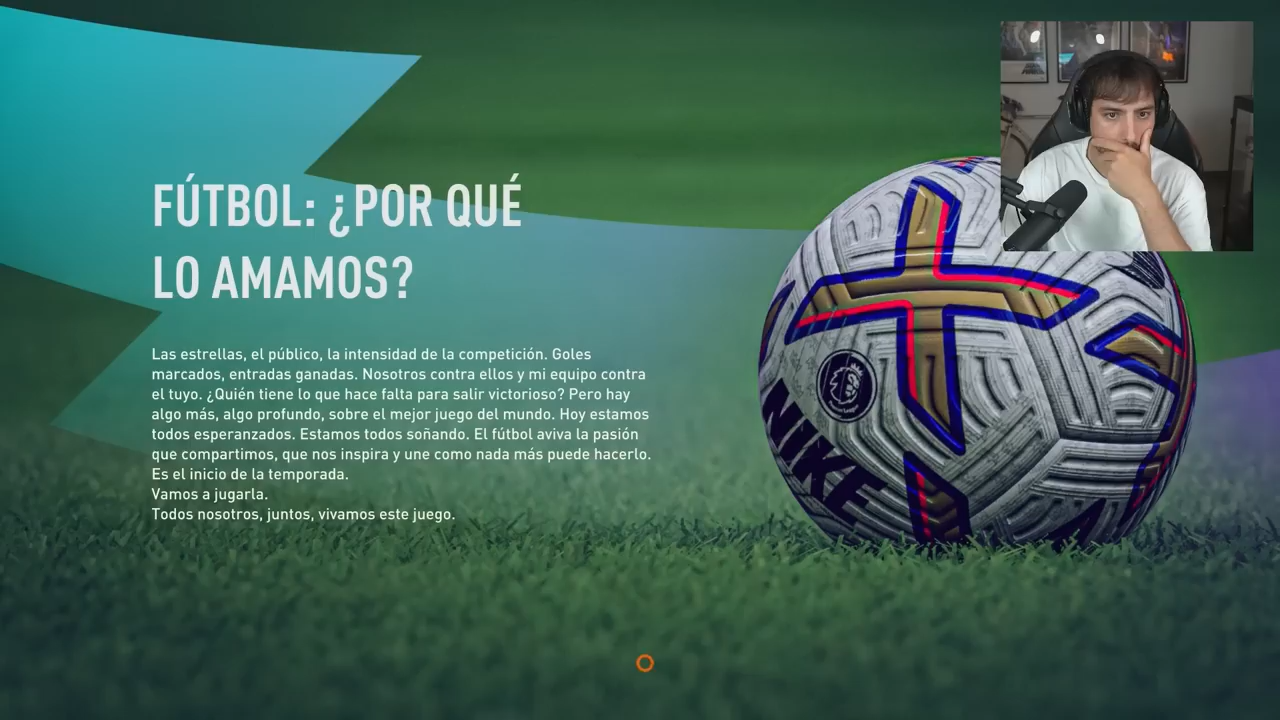 FÚTBOL: ¿POR QUÉ
LO AMAMOS?
Las estrellas, el público, la intensidad de la competición. Goles
marcados, entradas ganadas. Nosotros contra ellos y mi equipo contra
el tuyo. ¿Quién tiene lo que hace falta para salir victorioso? Pero hay
algo más, algo profundo, sobre el mejor juego del mundo. Hoy estamos
todos esperanzados. Estamos todos soñando. El fútbol aviva la pasión
que compartimos, que nos inspira y une como nada más puede hacerlo.
Es el inicio de la temporada.
Vamos a jugarla.
Todos nosotros, juntos, vivamos este juego.
Premier League
NIKE